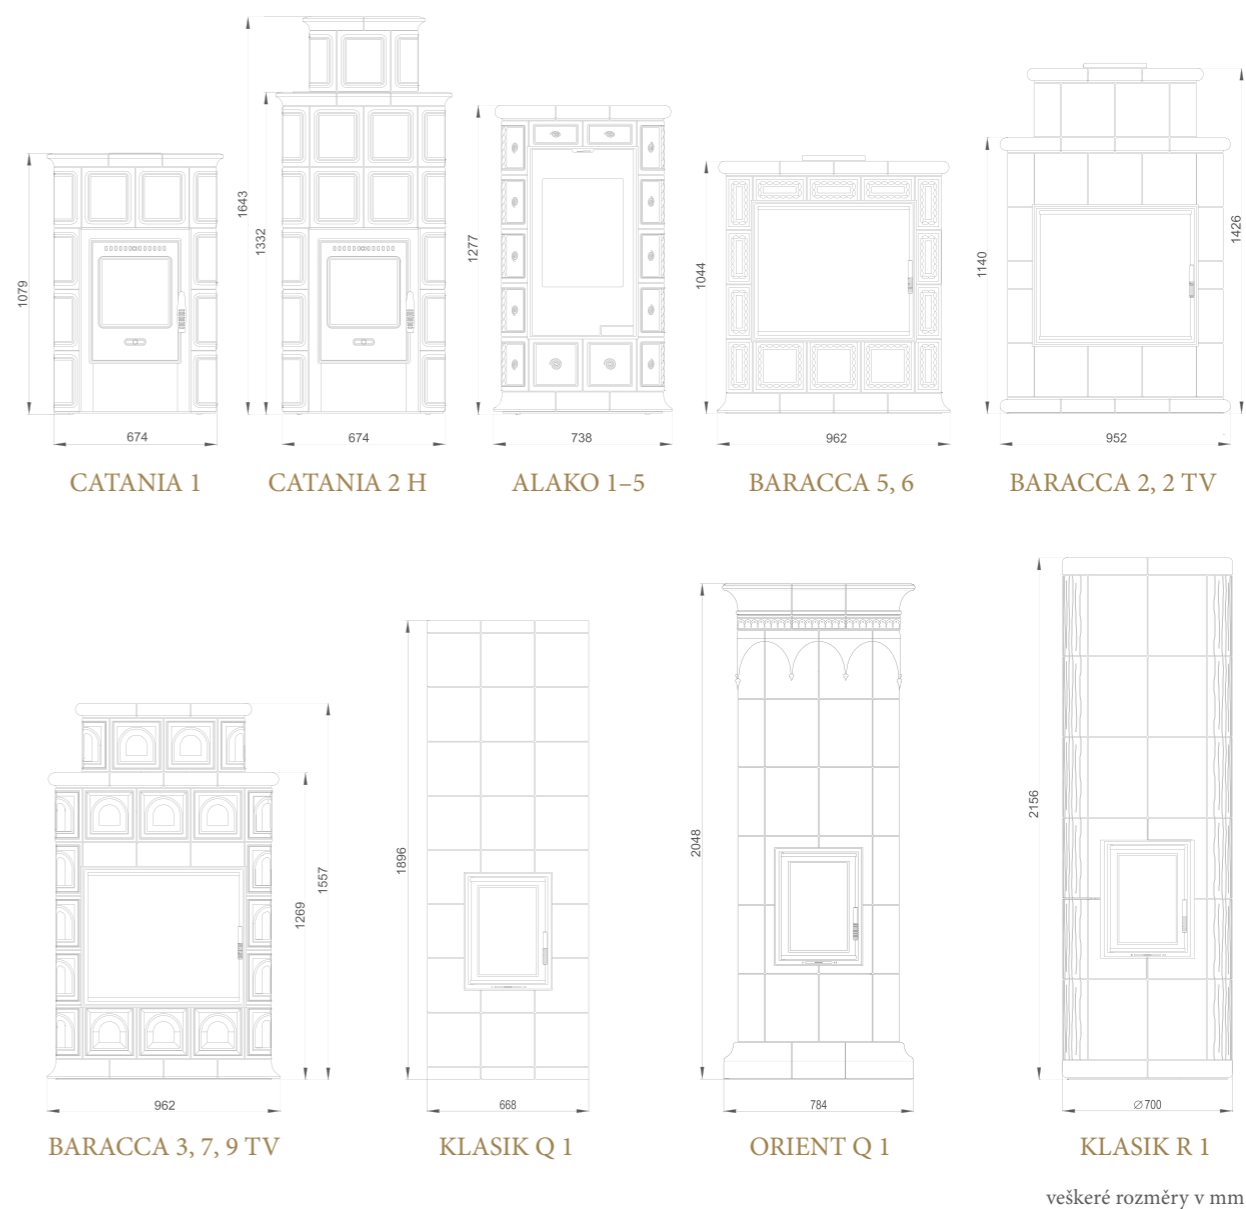 1079
674
CATANIA 1
1643
1332
674
CATANIA 2 H
1277
738
ALAKO 1–5
1044
962
BARACCA 5, 6
1140
1426
952
BARACCA 2, 2 TV
1269
1557
962
BARACCA 3, 7, 9 TV
1896
668
KLASIK Q 1
2048
784
ORIENT Q 1
2156
∅700
KLASIK R 1
veškeré rozměry v mm